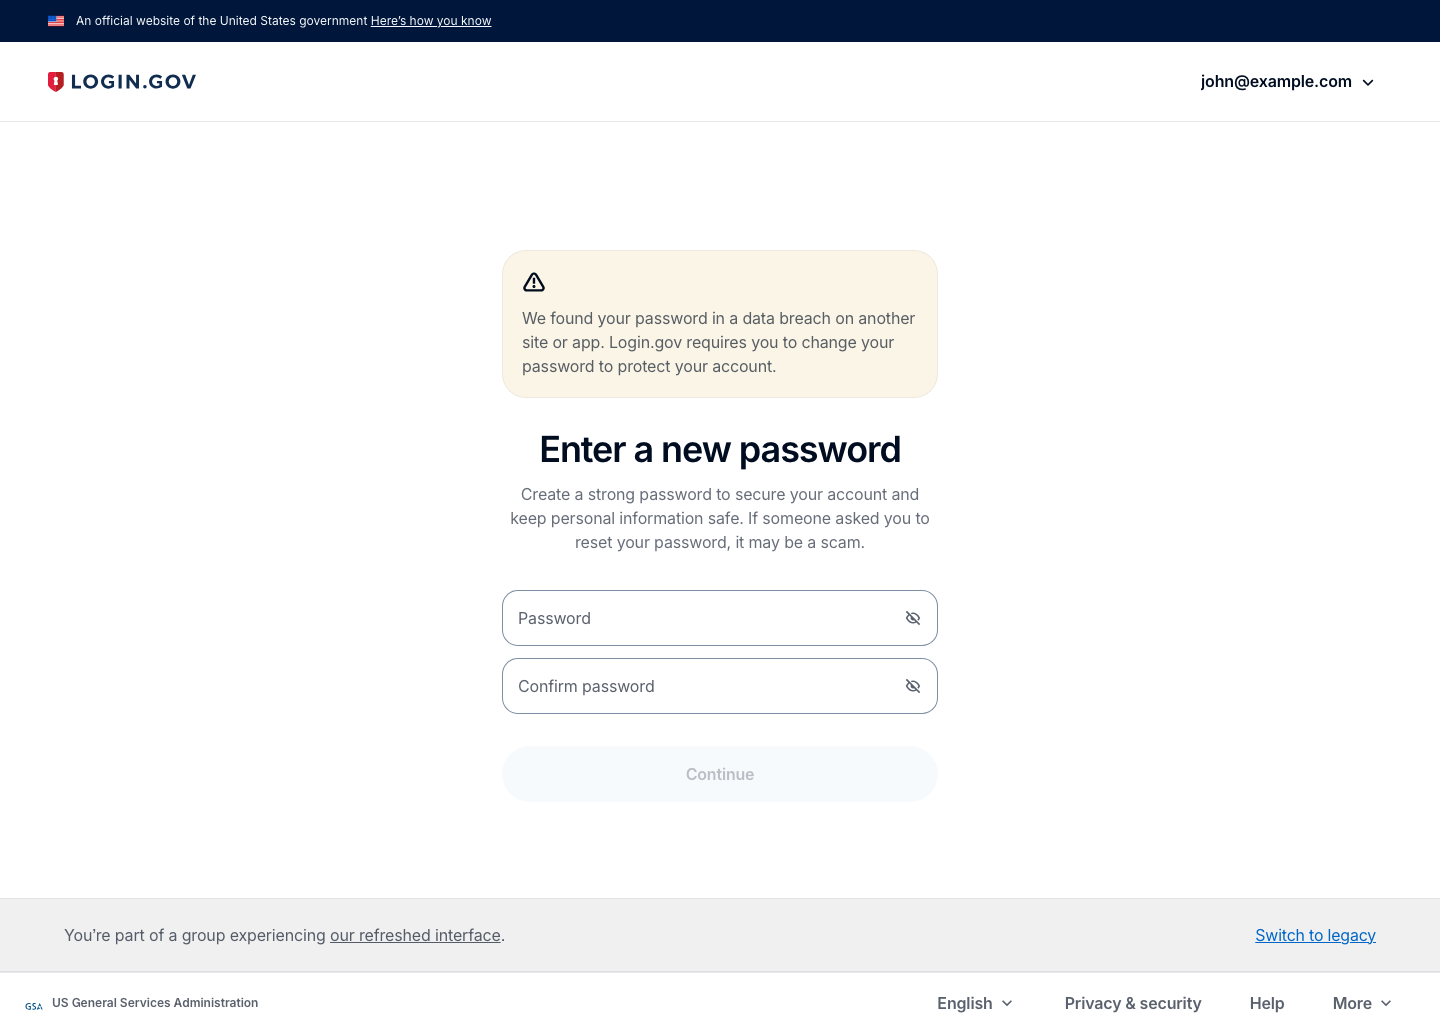 An official website of the United States government Here's how you know
LOGIN.GOV
john@example.com
We found your password in a data breach on another
site or app. Login.gov requires you to change your
password to protect your account.
Enter a new password
Create a strong password to secure your account and
keep personal information safe. If someone asked you to
reset your password, it may be a scam.
Password
Confirm password
Continue
You're part of a group experiencing our refreshed interface.
Switch to legacy
GSA US General Services Administration
English Privacy & security Help More